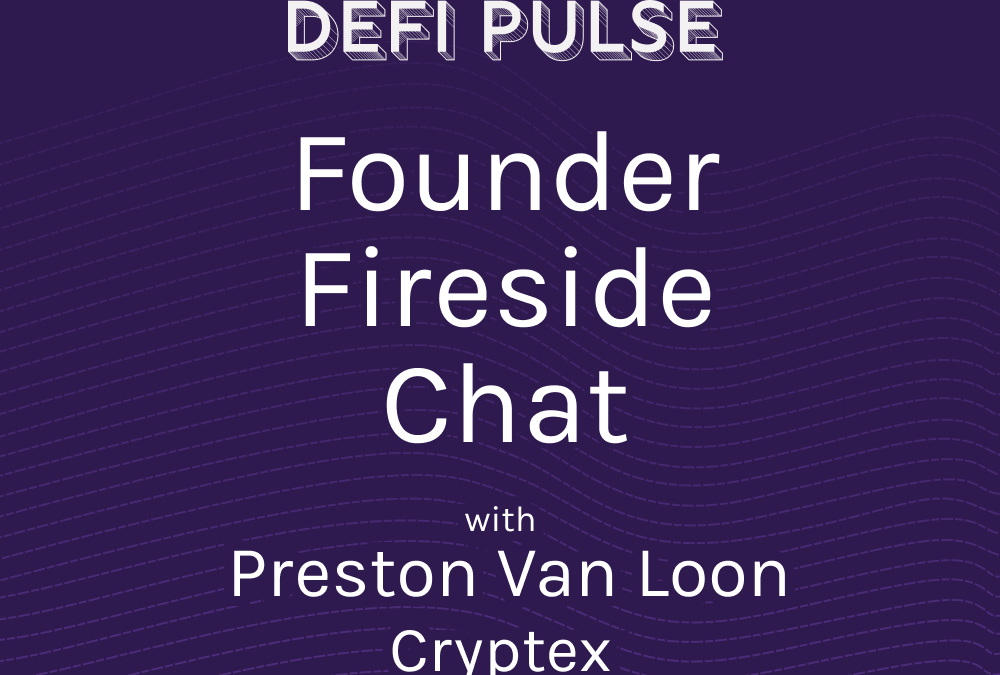 DEFI PULSE
Founder
Fireside
Chat
with
Preston Van Loon
Cryptex